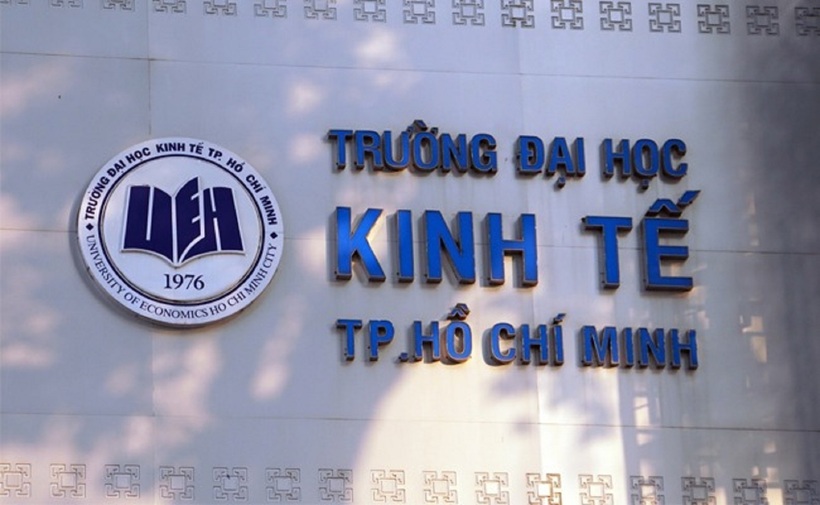 TRƯỜNG ĐẠI HỌC KINH TẾ TP. HỒ CHÍ MINH
UEH
1976
UNIVERSITY OF ECONOMICS HO CHI MINH CITY
TRƯỜNG ĐẠI HỌC
KINH TẾ
TP.HỒ CHÍ MINH